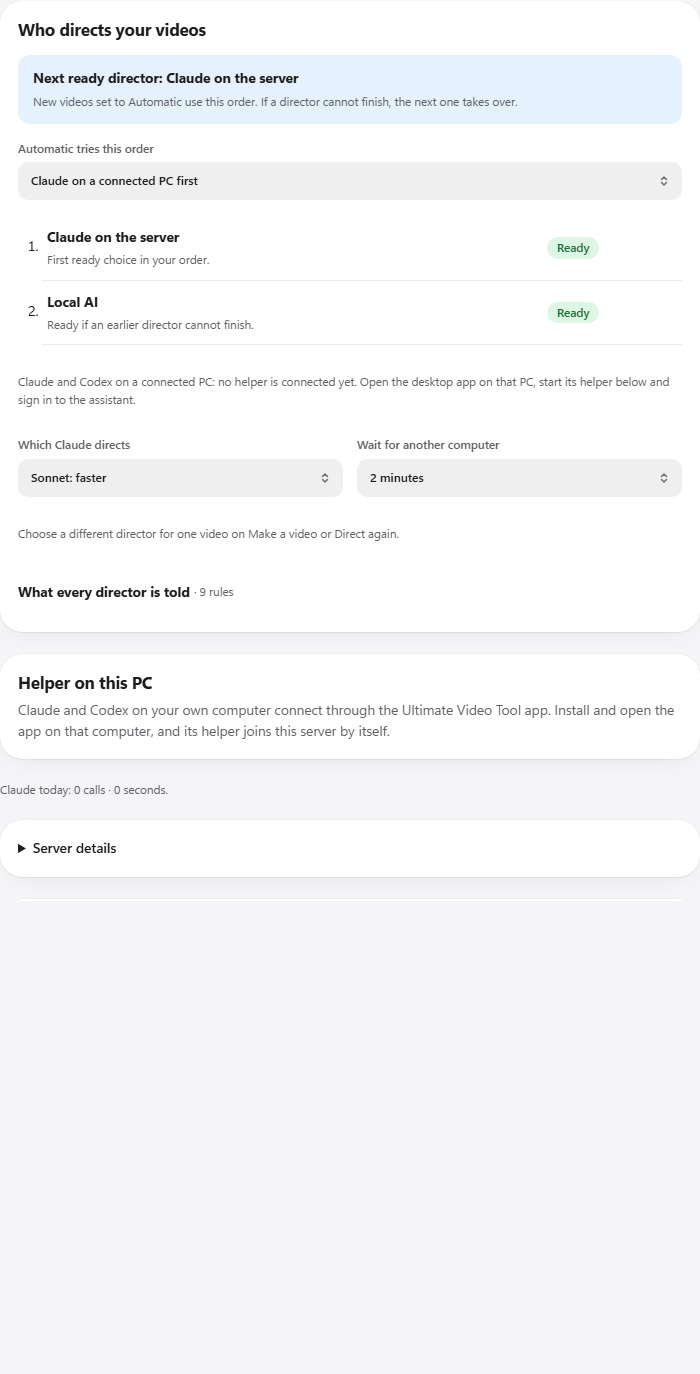 Who directs your videos
Next ready director: Claude on the server
New videos set to Automatic use this order. If a director cannot finish, the next one takes over.
Automatic tries this order
Claude on a connected PC first
1. Claude on the server
First ready choice in your order.
Ready
2. Local AI
Ready if an earlier director cannot finish.
Ready
Claude and Codex on a connected PC: no helper is connected yet. Open the desktop app on that PC, start its helper below and
sign in to the assistant.
Which Claude directs
Sonnet: faster
Wait for another computer
2 minutes
Choose a different director for one video on Make a video or Direct again.
What every director is told · 9 rules
Helper on this PC
Claude and Codex on your own computer connect through the Ultimate Video Tool app. Install and open the
app on that computer, and its helper joins this server by itself.
Claude today: 0 calls · 0 seconds.
Server details